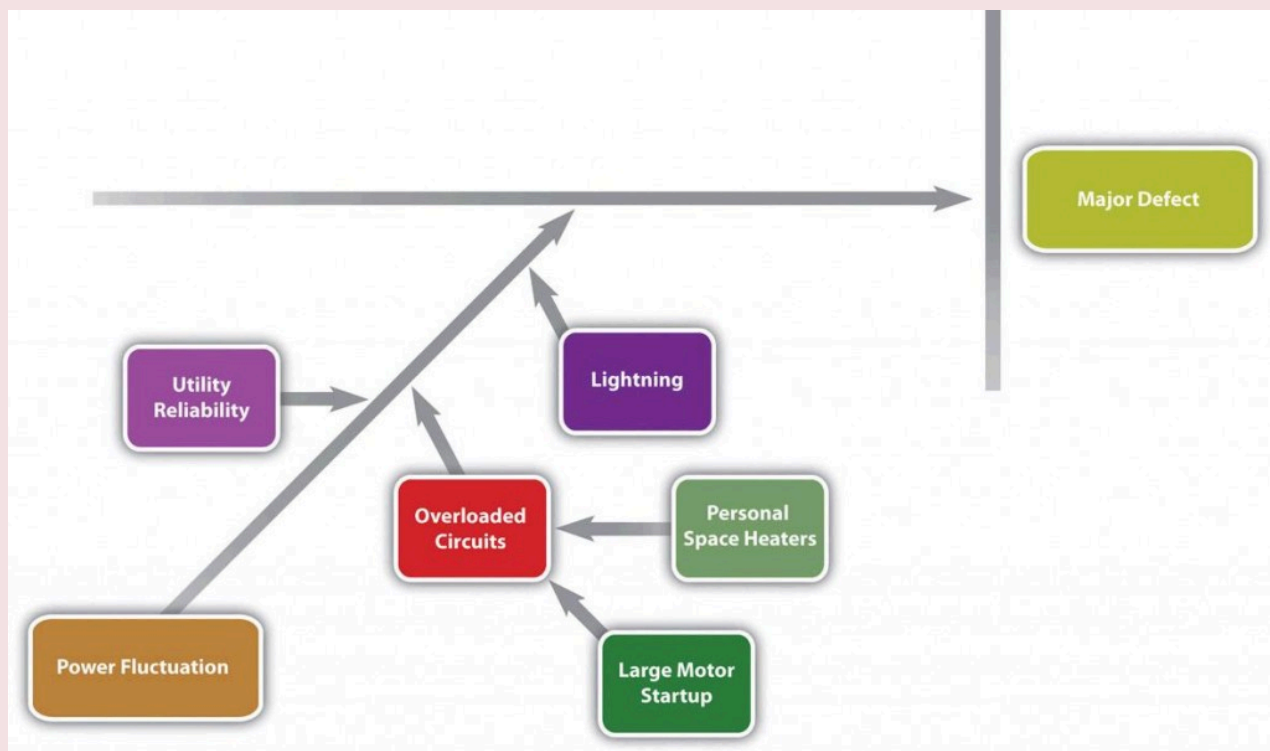 Major Defect
Utility
Reliability
Lightning
Overloaded
Circuits
Personal
Space Heaters
Power Fluctuation
Large Motor
Startup